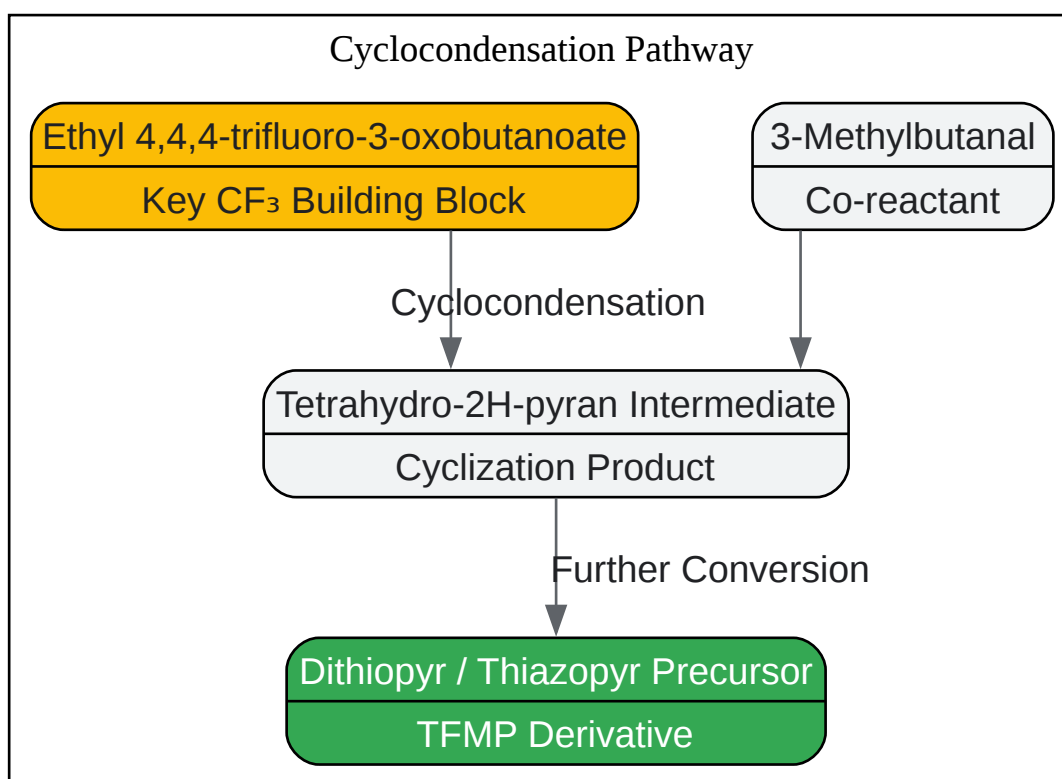 Cyclocondensation Pathway
Ethyl 4,4,4-trifluoro-3-oxobutanoate
Key CF₃ Building Block
3-Methylbutanal
Co-reactant
Cyclocondensation
Tetrahydro-2H-pyran Intermediate
Cyclization Product
Further Conversion
Dithiopyr / Thiazopyr Precursor
TFMP Derivative